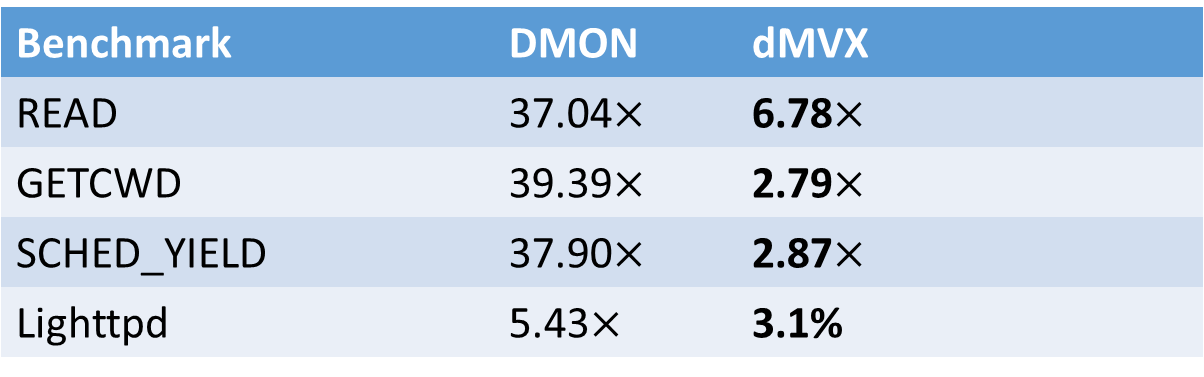 Benchmark DMON dMVX
READ 37.04× 6.78×
GETCWD 39.39× 2.79×
SCHED_YIELD 37.90× 2.87×
Lighttpd 5.43× 3.1%